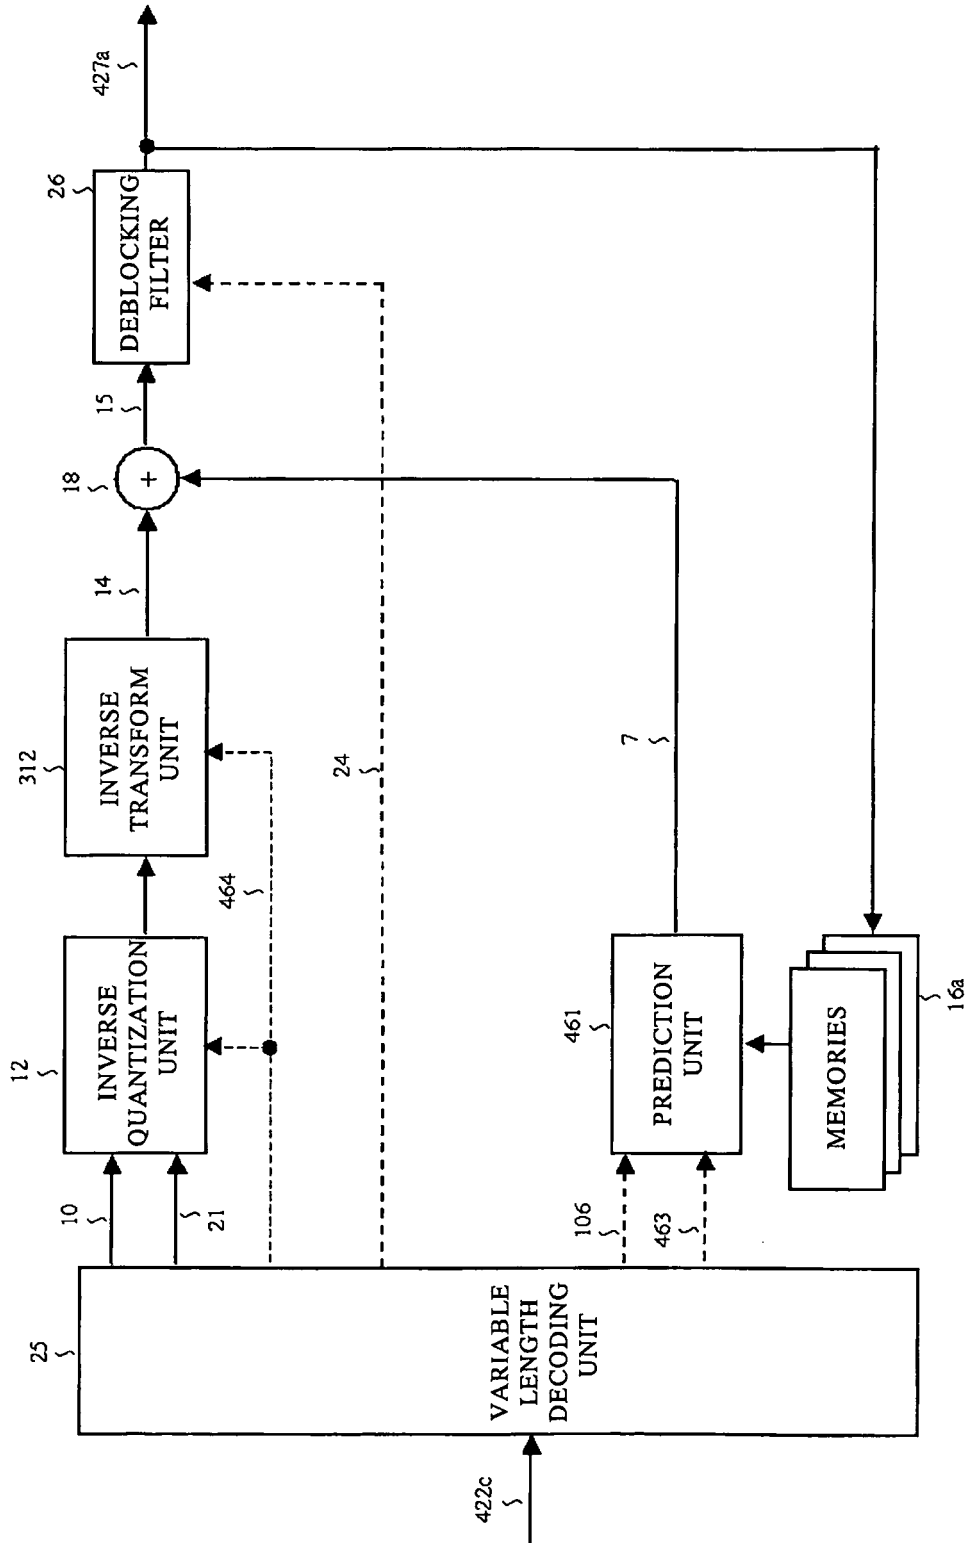 422c
25
VARIABLE
LENGTH
DECODING
UNIT
10
21
12
INVERSE
QUANTIZATION
UNIT
464
312
INVERSE
TRANSFORM
UNIT
14
18
+
15
26
DEBLOCKING
FILTER
427a
24
7
106
463
461
PREDICTION
UNIT
MEMORIES
16a